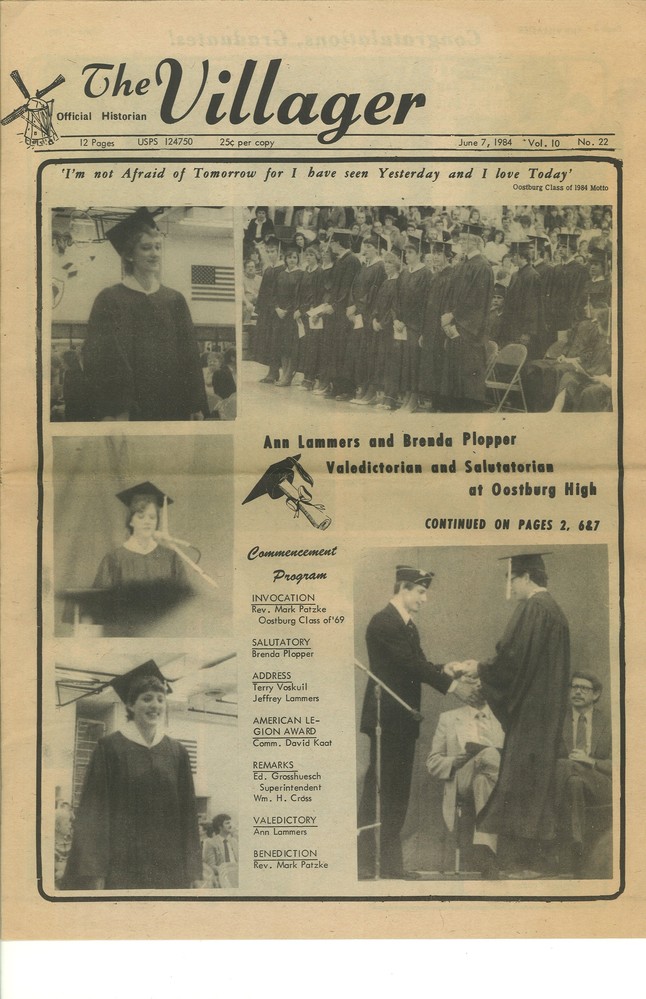 The Villager
Official Historian
12 Pages USPS 124750 25¢ per copy June 7, 1984 Vol. 10 No. 22
'I'm not Afraid of Tomorrow for I have seen Yesterday and I love Today'
Oostburg Class of 1984 Motto
Ann Lammers and Brenda Plopper
Valedictorian and Salutatorian
at Oostburg High
CONTINUED ON PAGES 2, 6&7
Commencement
Program
INVOCATION
Rev. Mark Patzke
Oostburg Class of'69
SALUTATORY
Brenda Plopper
ADDRESS
Terry Voskuil
Jeffrey Lammers
AMERICAN LE-
GION AWARD
Comm. David Kaat
REMARKS
Ed. Grosshuesch
Superintendent
Wm. H. Cross
VALEDICTORY
Ann Lammers
BENEDICTION
Rev. Mark Patzke